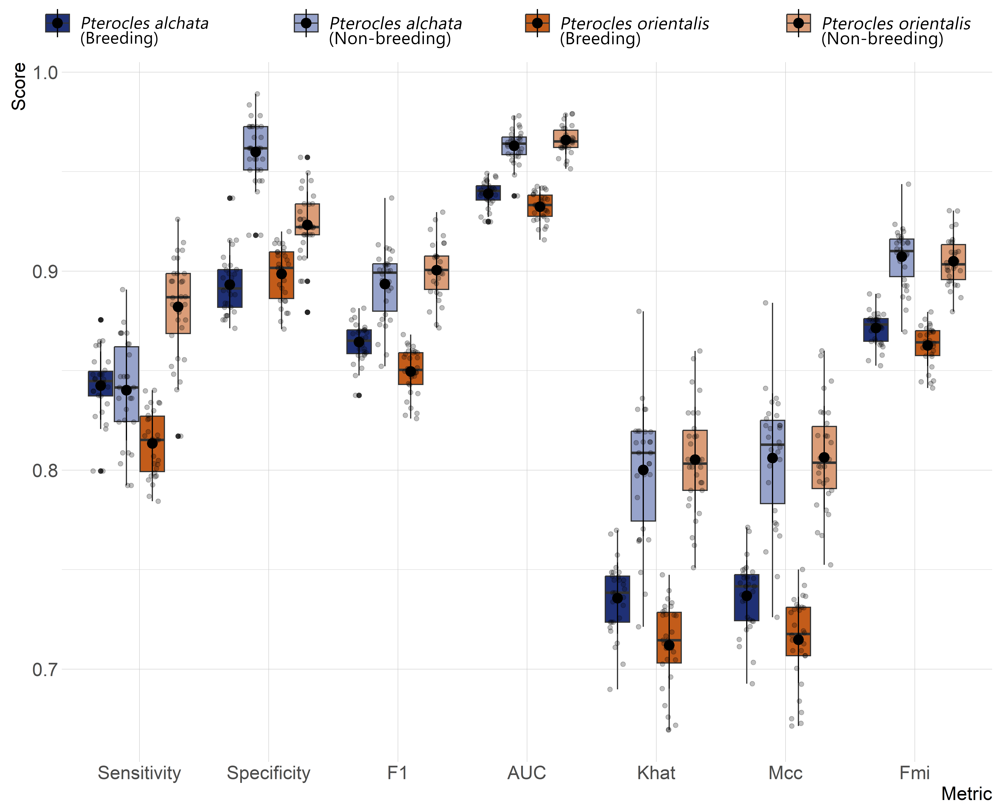 Pterocles alchata
(Breeding)
Pterocles alchata
(Non-breeding)
Pterocles orientalis
(Breeding)
Pterocles orientalis
(Non-breeding)
Score
1.0
0.9
0.8
0.7
Sensitivity
Specificity
F1
AUC
Khat
Mcc
Fmi
Metric